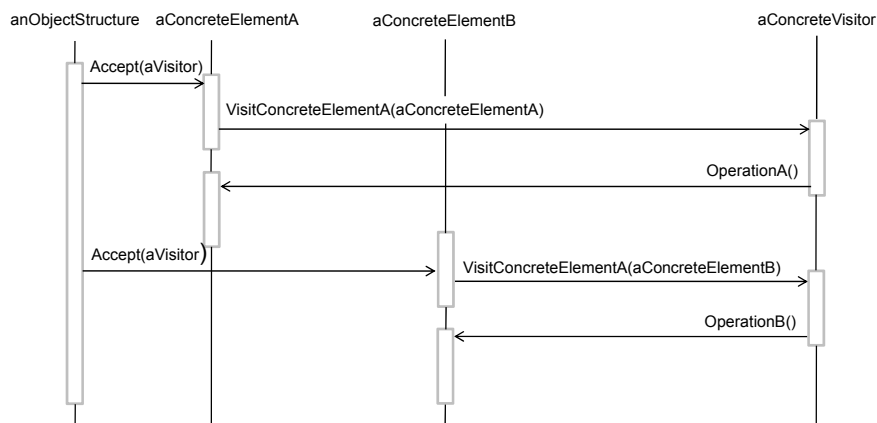 anObjectStructure aConcreteElementA aConcreteElementB aConcreteVisitor
Accept(aVisitor)
VisitConcreteElementA(aConcreteElementA)
OperationA()
Accept(aVisitor)
VisitConcreteElementA(aConcreteElementB)
OperationB()